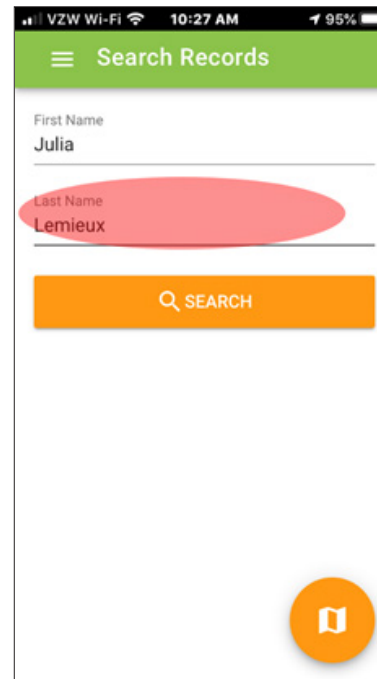 VZW Wi-Fi 10:27 AM 95%
Search Records
First Name
Julia
Last Name
Lemieux
SEARCH